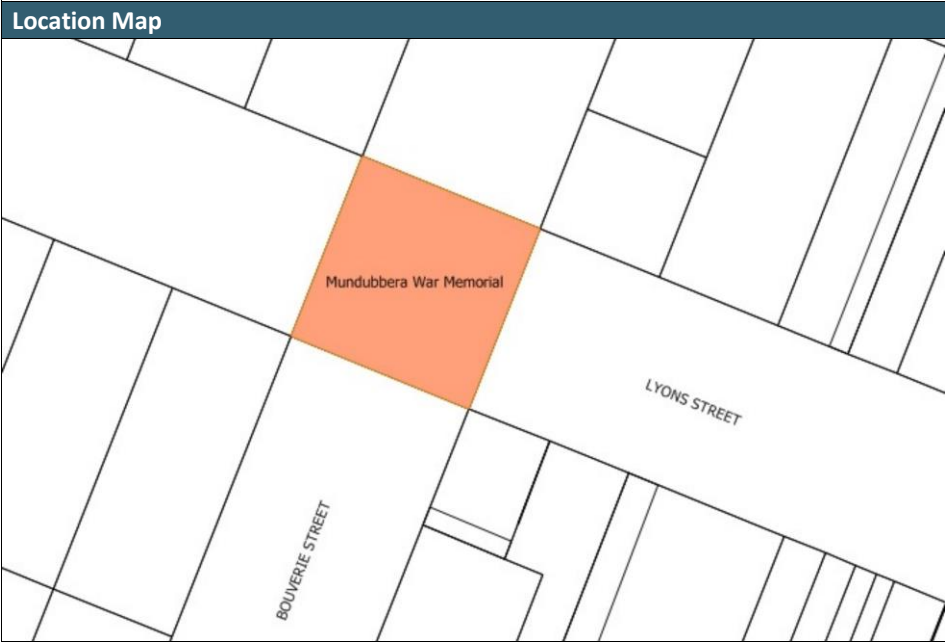 Location Map
Mundubbera War Memorial
LYONS STREET
BOUVERIE STREET